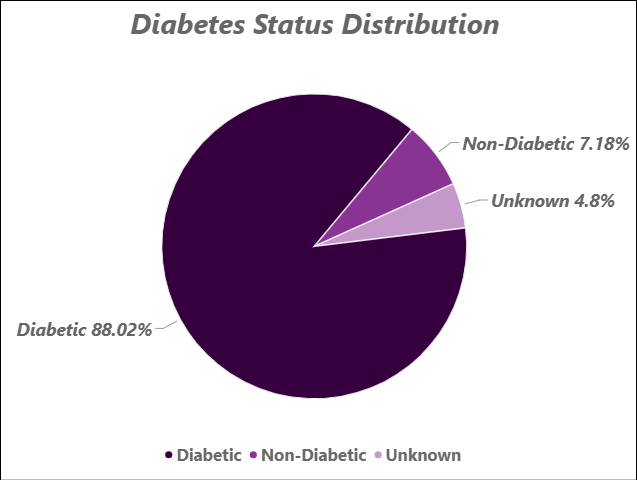 Diabetes Status Distribution
Non-Diabetic 7.18%
Unknown 4.8%
Diabetic 88.02%
Diabetic Non-Diabetic Unknown